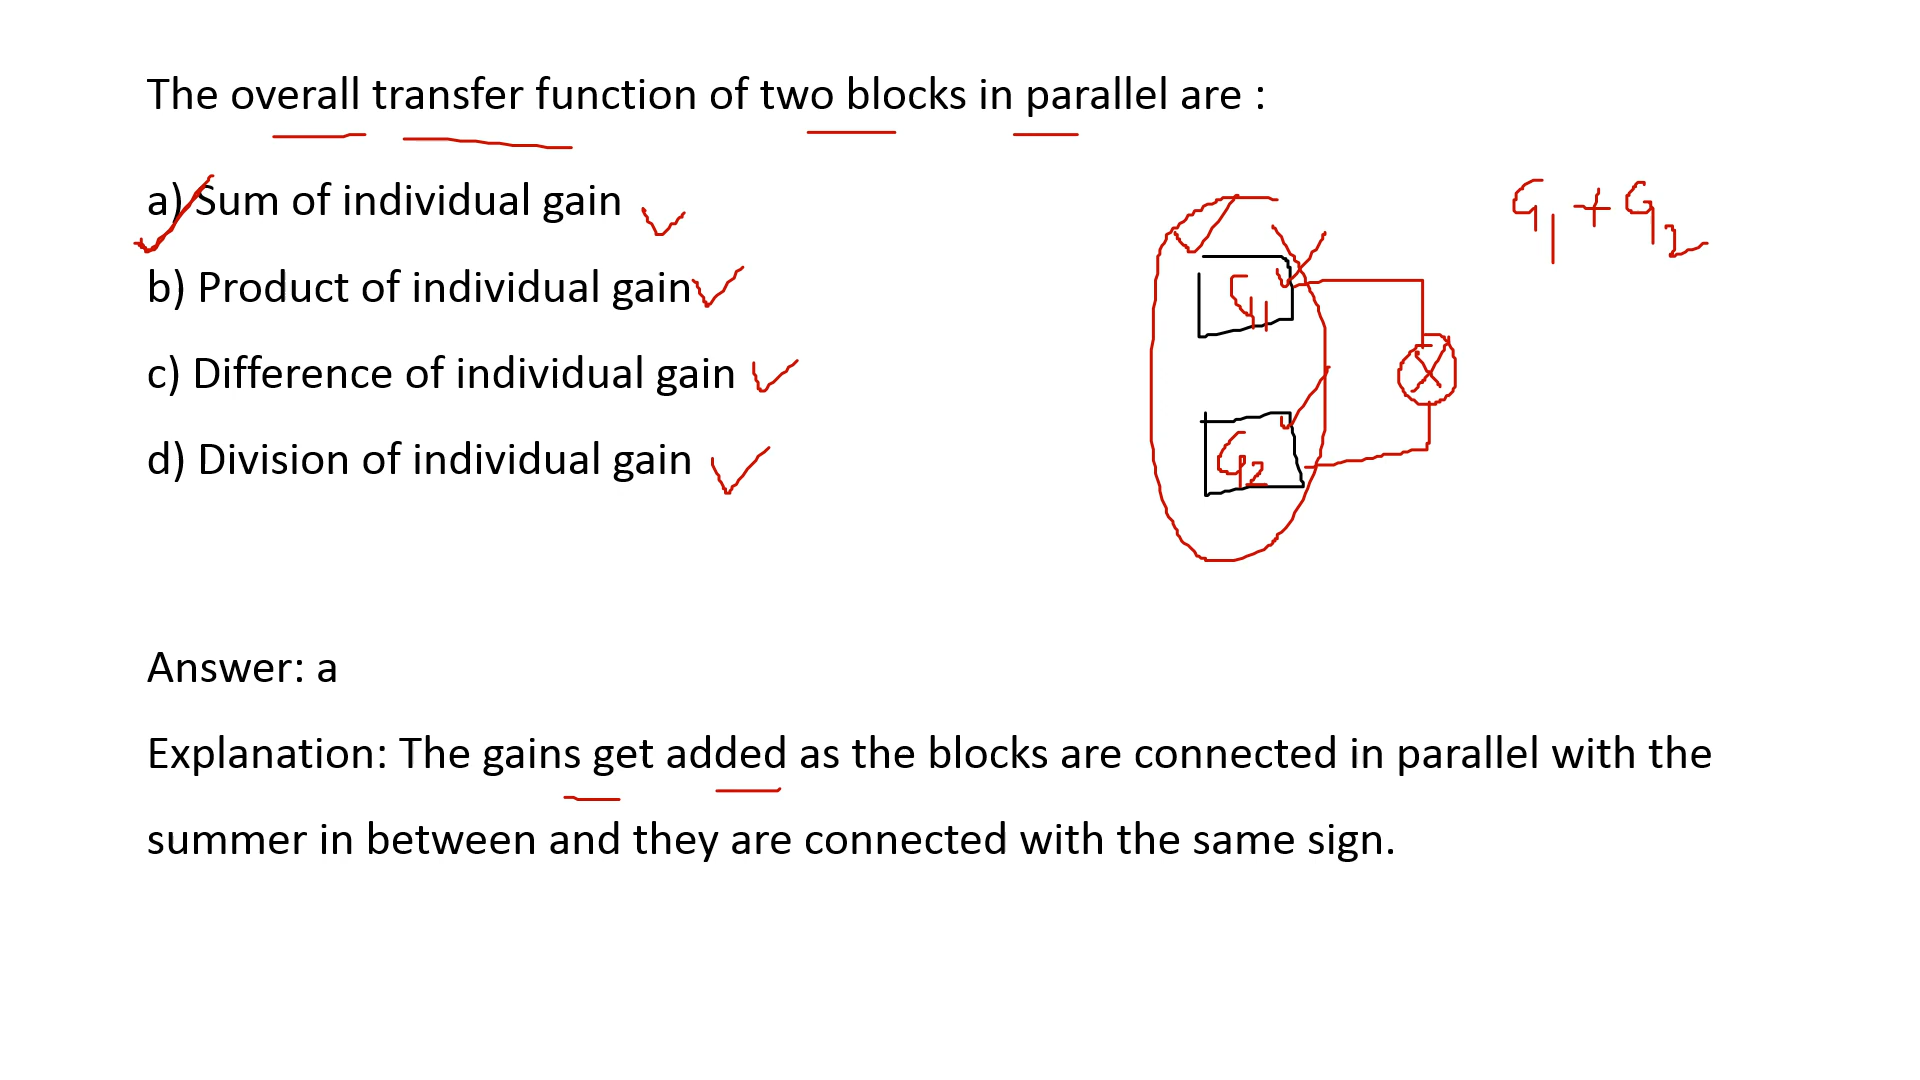 The overall transfer function of two blocks in parallel are :
a) Sum of individual gain
b) Product of individual gain
c) Difference of individual gain
d) Division of individual gain
G1 + G2
G1
G2
Answer: a
Explanation: The gains get added as the blocks are connected in parallel with the
summer in between and they are connected with the same sign.